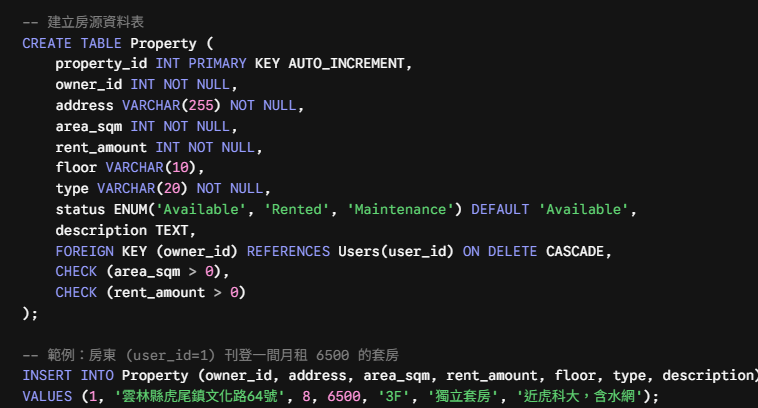 -- 建立房源資料表
CREATE TABLE Property (
    property_id INT PRIMARY KEY AUTO_INCREMENT,
    owner_id INT NOT NULL,
    address VARCHAR(255) NOT NULL,
    area_sqm INT NOT NULL,
    rent_amount INT NOT NULL,
    floor VARCHAR(10),
    type VARCHAR(20) NOT NULL,
    status ENUM('Available', 'Rented', 'Maintenance') DEFAULT 'Available',
    description TEXT,
    FOREIGN KEY (owner_id) REFERENCES Users(user_id) ON DELETE CASCADE,
    CHECK (area_sqm > 0),
    CHECK (rent_amount > 0)
);
-- 範例：房東 (user_id=1) 刊登一間月租 6500 的套房
INSERT INTO Property (owner_id, address, area_sqm, rent_amount, floor, type, description)
VALUES (1, '雲林縣虎尾鎮文化路64號', 8, 6500, '3F', '獨立套房', '近虎科大，含水網');